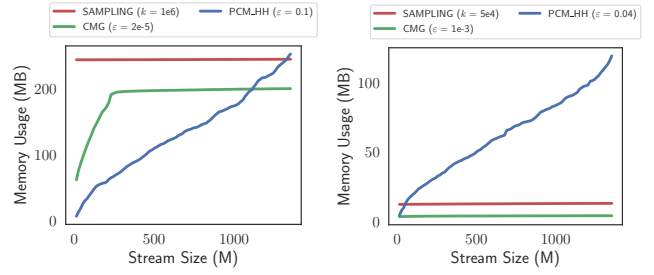 SAMPLING (k = 1e6) PCM_HH (ε = 0.1)
CMG (ε = 2e-5)
Memory Usage (MB)
200
100
0
0 500 1000
Stream Size (M)
SAMPLING (k = 5e4) PCM_HH (ε = 0.04)
CMG (ε = 1e-3)
Memory Usage (MB)
100
50
0
0 500 1000
Stream Size (M)